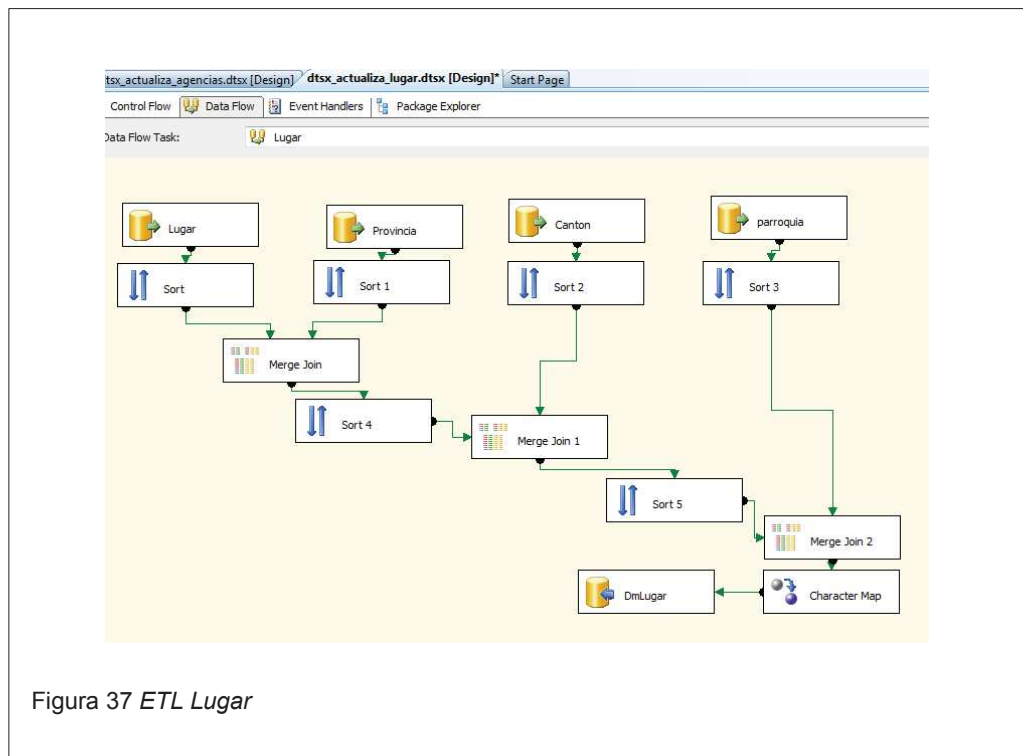 tsx_actualiza_agencias.dtsx [Design] dtsx_actualiza_lugar.dtsx [Design]* Start Page
Control Flow Data Flow Event Handlers Package Explorer
Data Flow Task: Lugar
Lugar Provincia Canton parroquia
Sort Sort 1 Sort 2 Sort 3
Merge Join
Sort 4
Merge Join 1
Sort 5
Merge Join 2
DmLugar Character Map
Figura 37 ETL Lugar